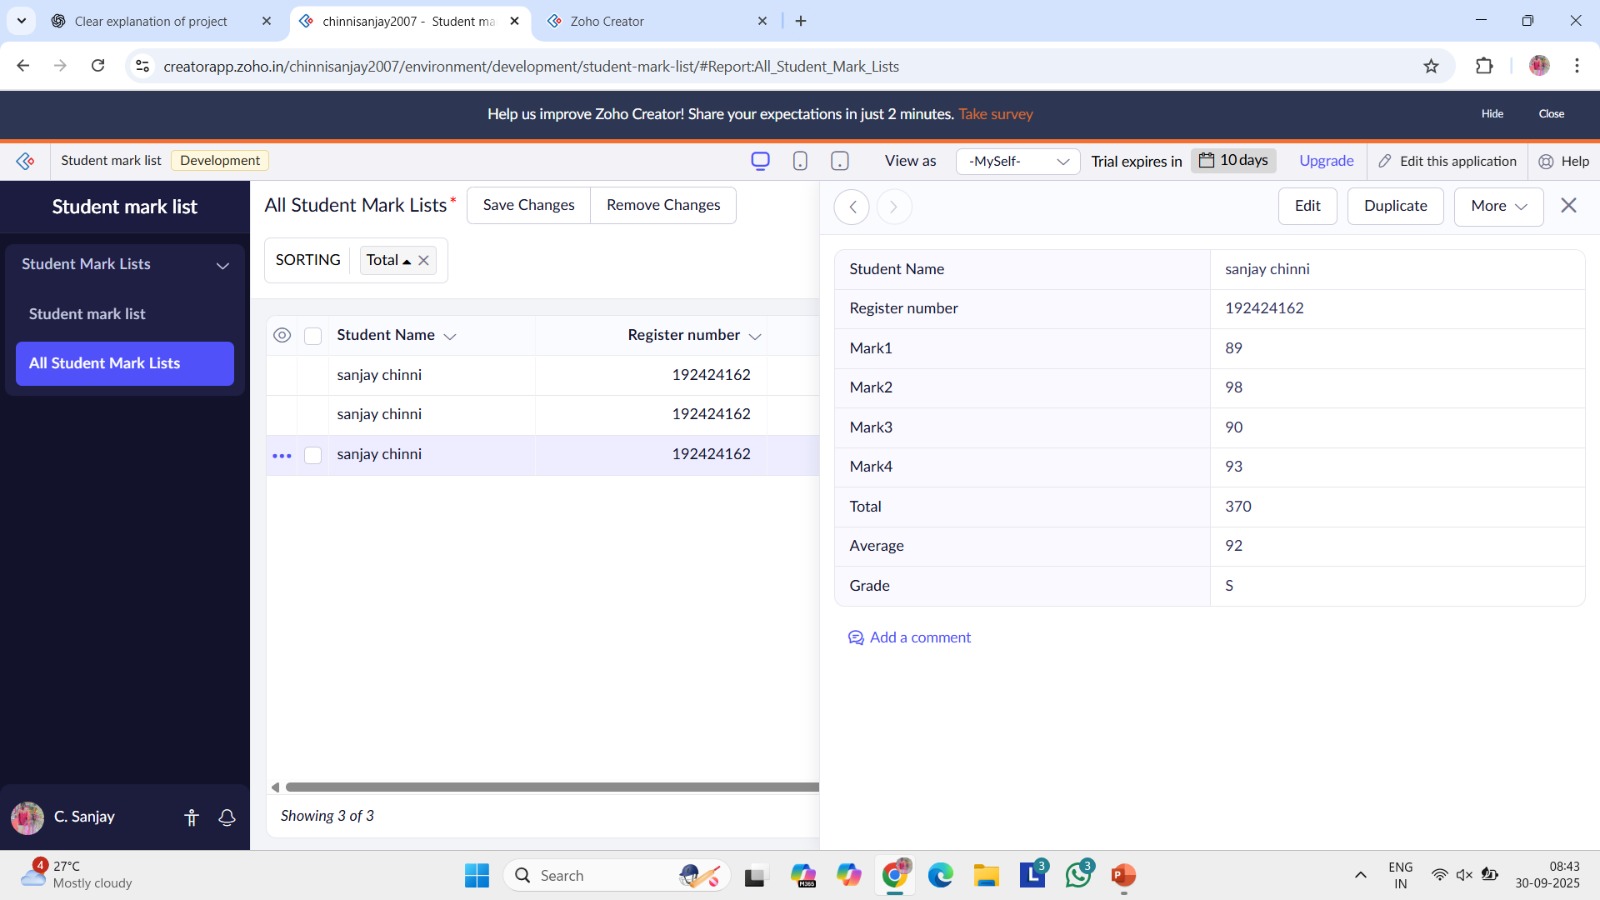 Clear explanation of project
chinnisanjay2007 - Student ma
Zoho Creator
creatorapp.zoho.in/chinnisanjay2007/environment/development/student-mark-list/#Report:All_Student_Mark_Lists
Help us improve Zoho Creator! Share your expectations in just 2 minutes. Take survey
Hide
Close
Student mark list
Development
View as
-MySelf-
Trial expires in
10 days
Upgrade
Edit this application
Help
Student mark list
All Student Mark Lists*
Save Changes
Remove Changes
Edit
Duplicate
More
Student Mark Lists
Student mark list
All Student Mark Lists
SORTING
Total
Student Name
Register number
sanjay chinni 192424162
sanjay chinni 192424162
sanjay chinni 192424162
Showing 3 of 3
Student Name sanjay chinni
Register number 192424162
Mark1 89
Mark2 98
Mark3 90
Mark4 93
Total 370
Average 92
Grade S
Add a comment
C. Sanjay
4
27°C
Mostly cloudy
Search
M365
L
3
3
P
ENG
IN
08:43
30-09-2025